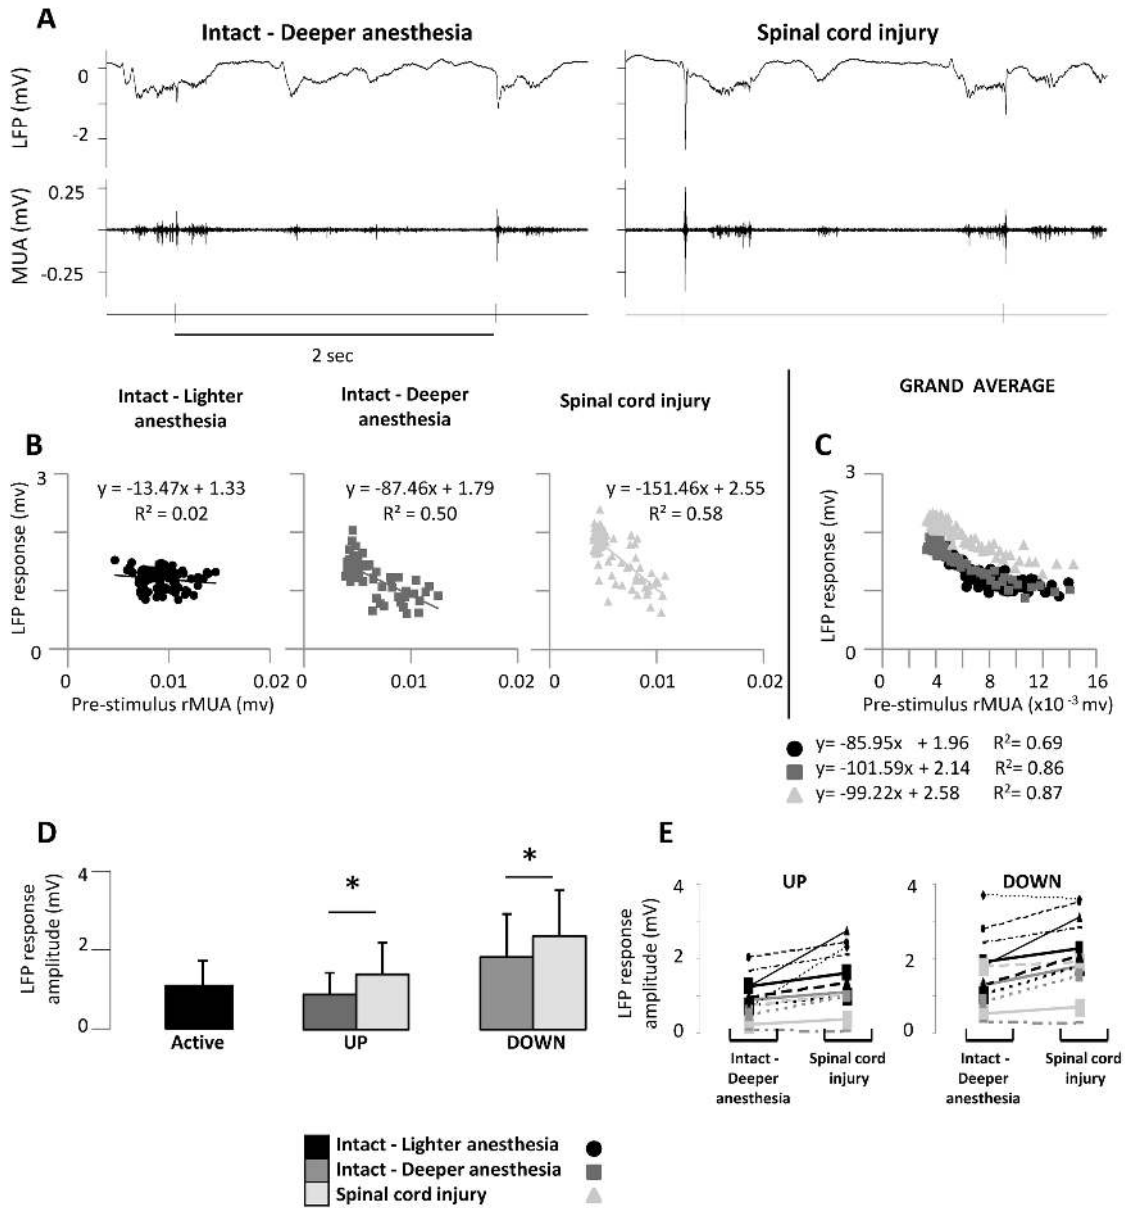 A
Intact - Deeper anesthesia
Spinal cord injury
LFP (mV)
0
-2
MUA (mV)
0.25
-0.25
2 sec
Intact - Lighter
anesthesia
Intact - Deeper
anesthesia
Spinal cord injury
GRAND AVERAGE
B
LFP response (mv)
3
0
y = -13.47x + 1.33
R² = 0.02
y = -87.46x + 1.79
R² = 0.50
y = -151.46x + 2.55
R² = 0.58
0 0.01 0.02
0 0.01 0.02
0 0.01 0.02
Pre-stimulus rMUA (mv)
C
LFP response (mv)
3
0
0 4 8 12 16
Pre-stimulus rMUA (x10⁻³ mv)
y= -85.95x + 1.96 R²= 0.69
y= -101.59x + 2.14 R²= 0.86
y= -99.22x + 2.58 R²= 0.87
D
LFP response
amplitude (mV)
4
2
0
*
*
Active
UP
DOWN
E
LFP response
amplitude (mV)
UP
4
2
0
Intact -
Deeper
anesthesia
Spinal cord
injury
DOWN
4
2
0
Intact -
Deeper
anesthesia
Spinal cord
injury
Intact - Lighter anesthesia
Intact - Deeper anesthesia
Spinal cord injury